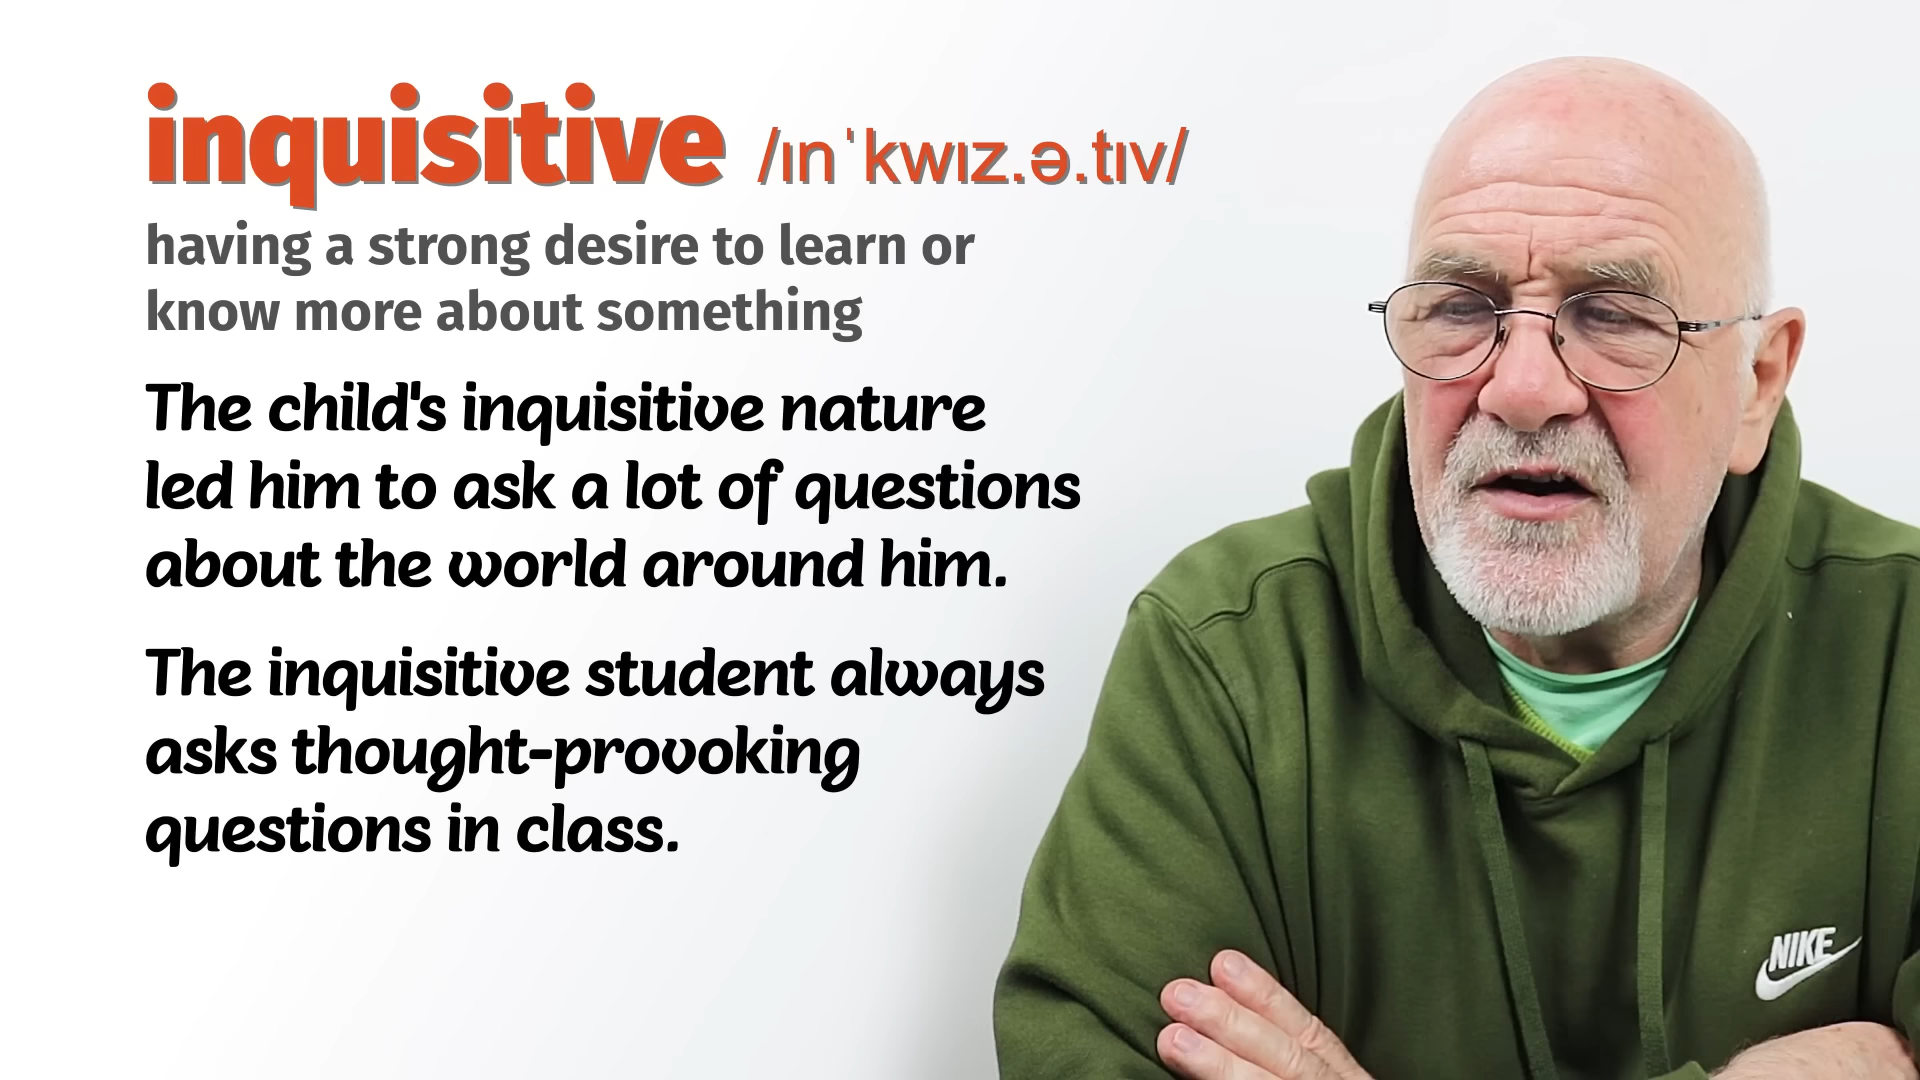 inquisitive /ɪnˈkwɪz.ə.tɪv/
having a strong desire to learn or
know more about something
The child's inquisitive nature
led him to ask a lot of questions
about the world around him.
The inquisitive student always
asks thought-provoking
questions in class.
NIKE